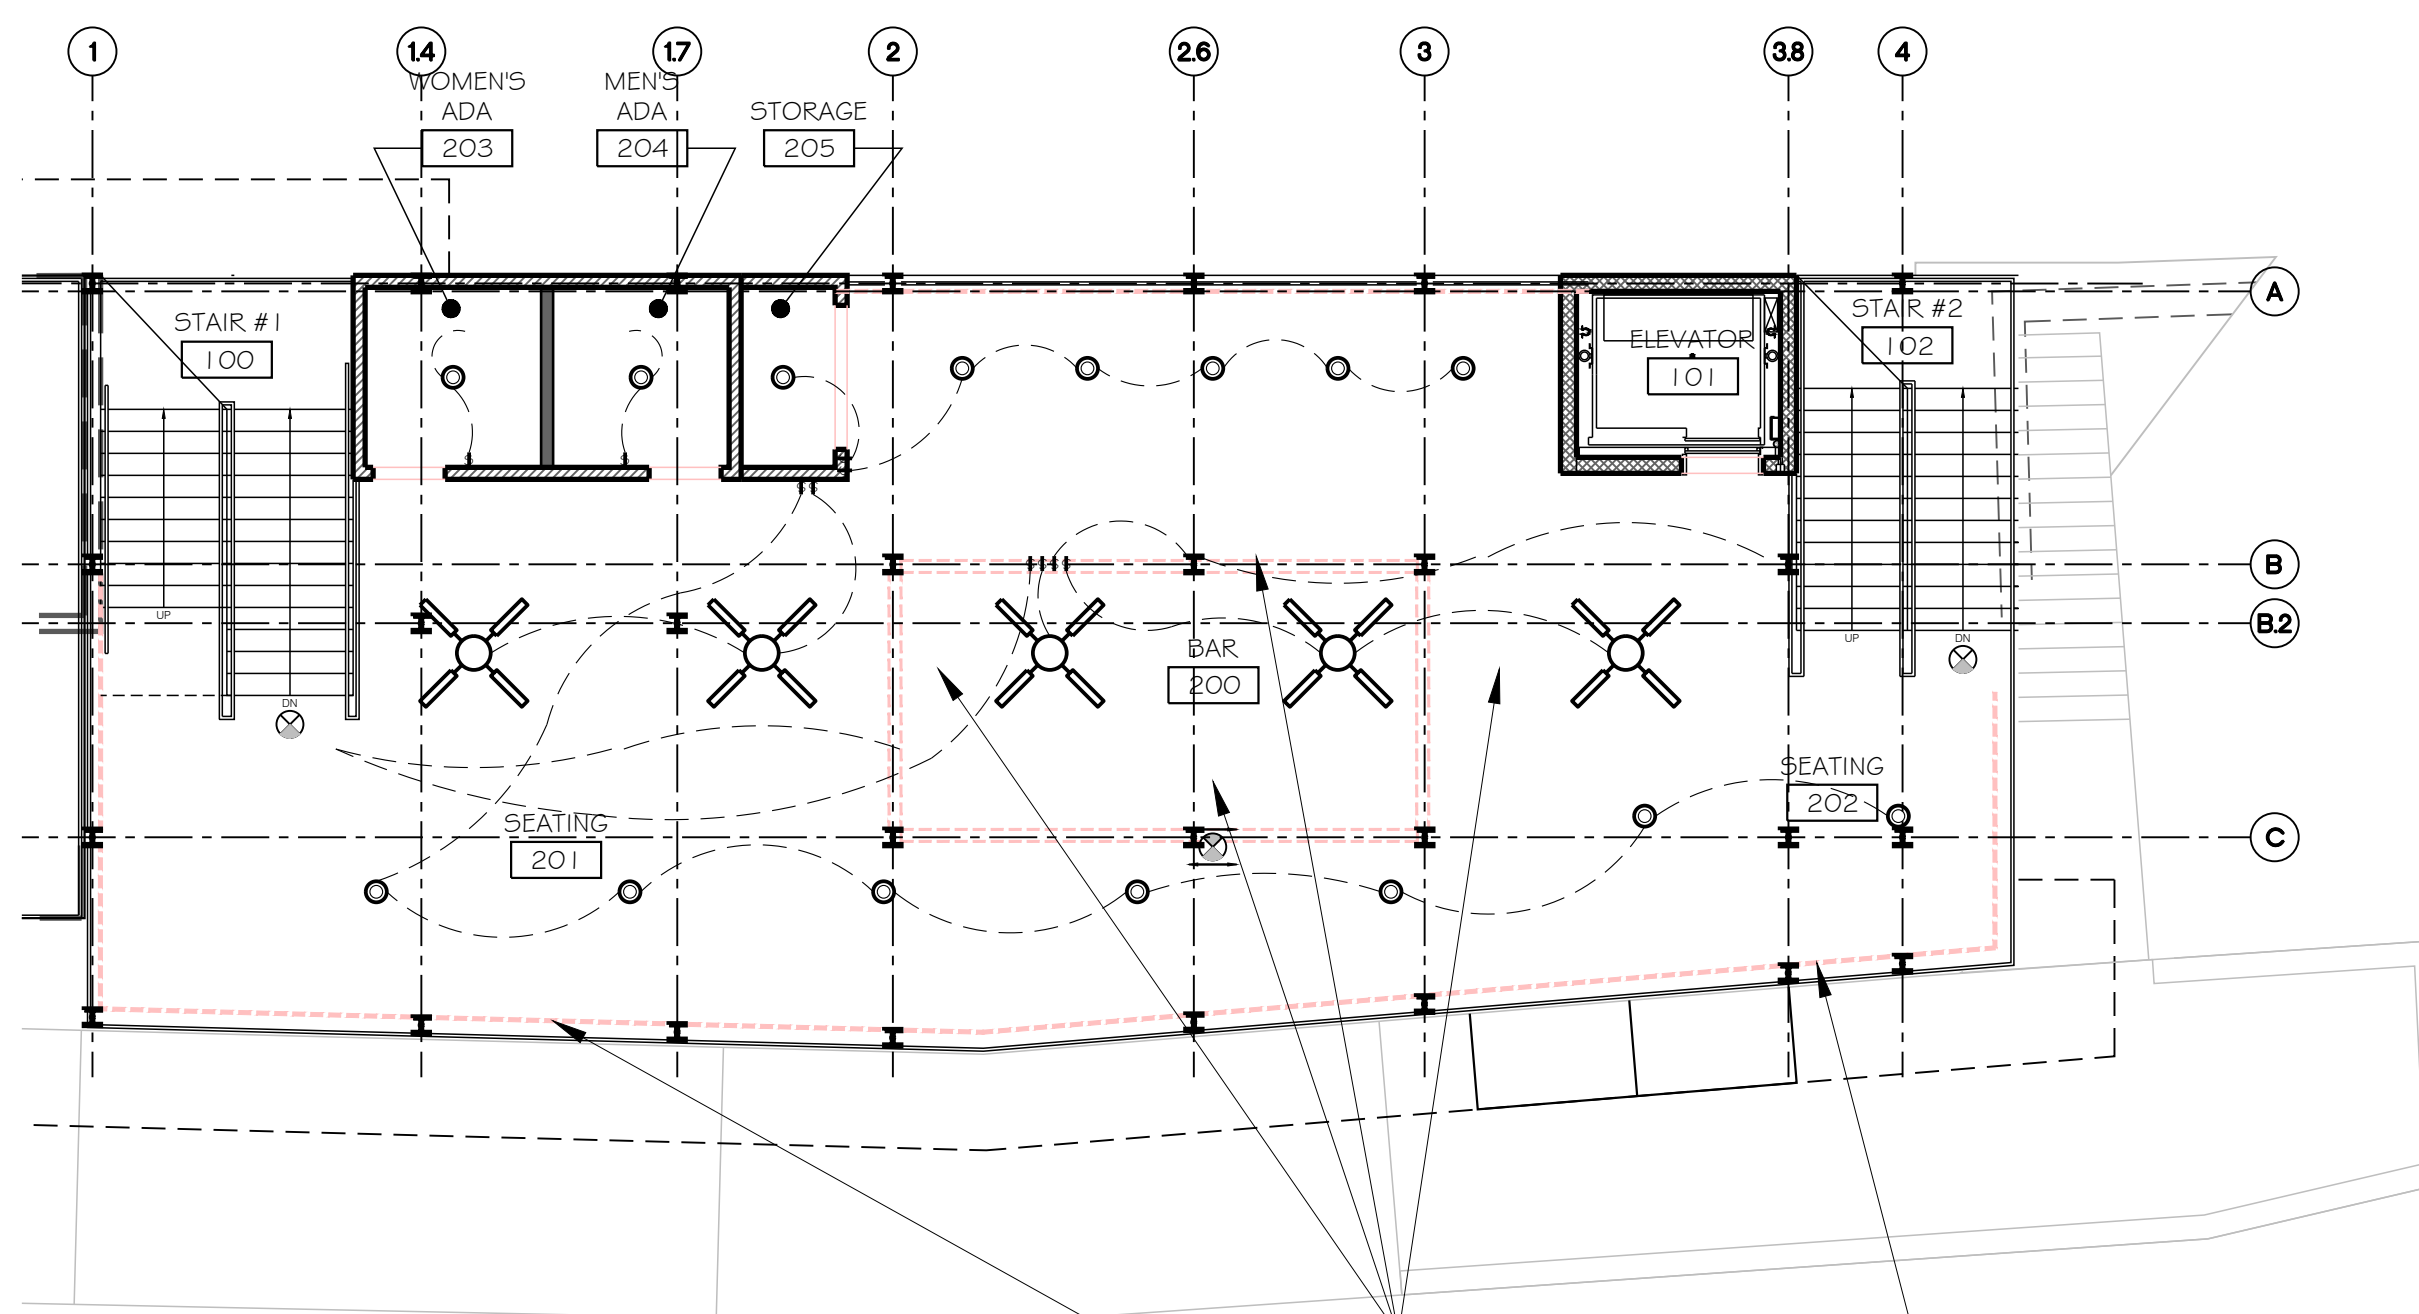 1
1.4
1.7
2
2.6
3
3.8
4
WOMEN'S
ADA
203
MEN'S
ADA
204
STORAGE
205
A
STAIR #1
100
ELEVATOR
101
STAIR #2
102
$
$
$ $
$ $ $ $
B
B.2
UP
UP
DN
BAR
200
DN
SEATING
202
SEATING
201
C